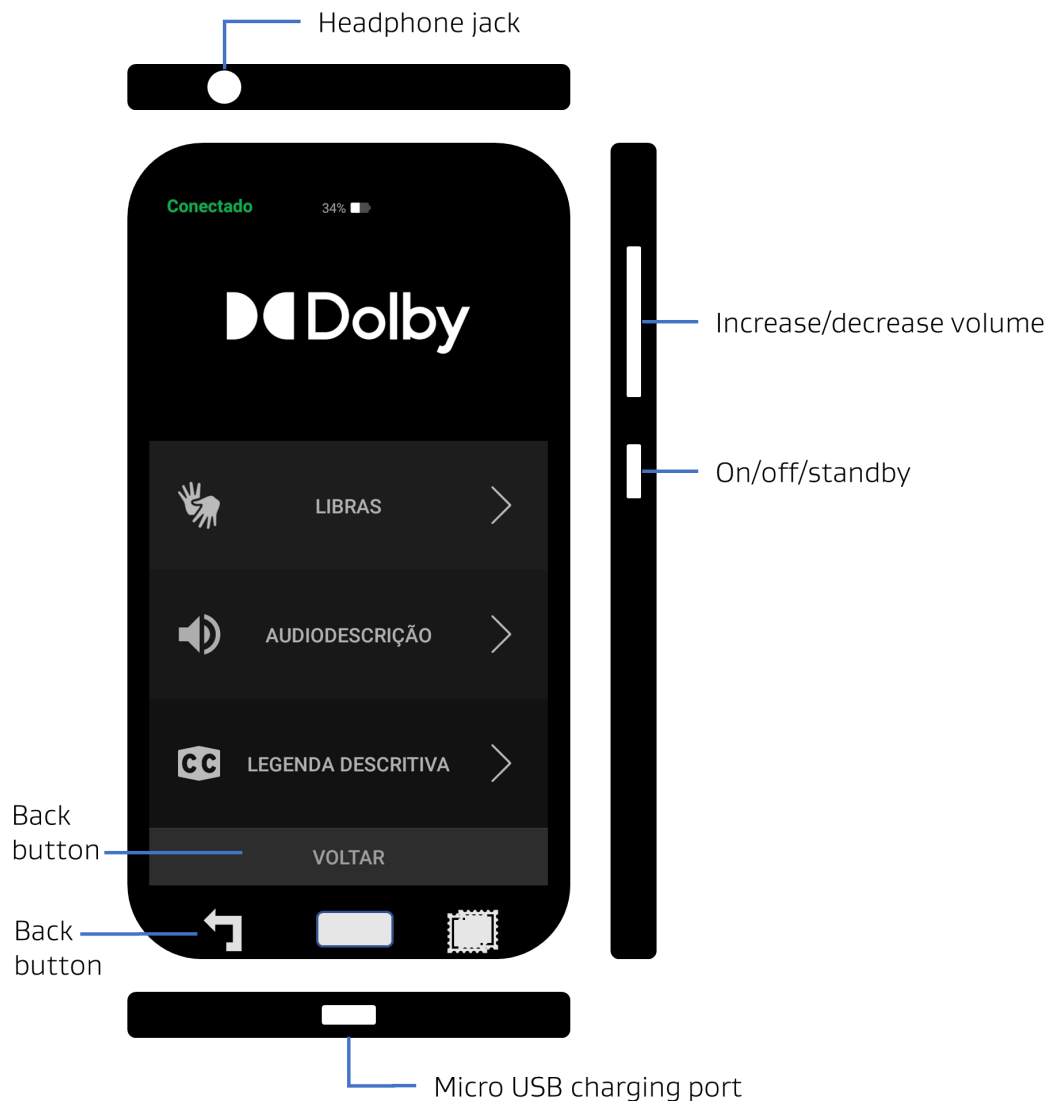 Headphone jack
Conectado
34%
Dolby
Increase/decrease volume
On/off/standby
LIBRAS
AUDIODESCRIÇÃO
CC
LEGENDA DESCRITIVA
Back
button
VOLTAR
Back
button
Micro USB charging port